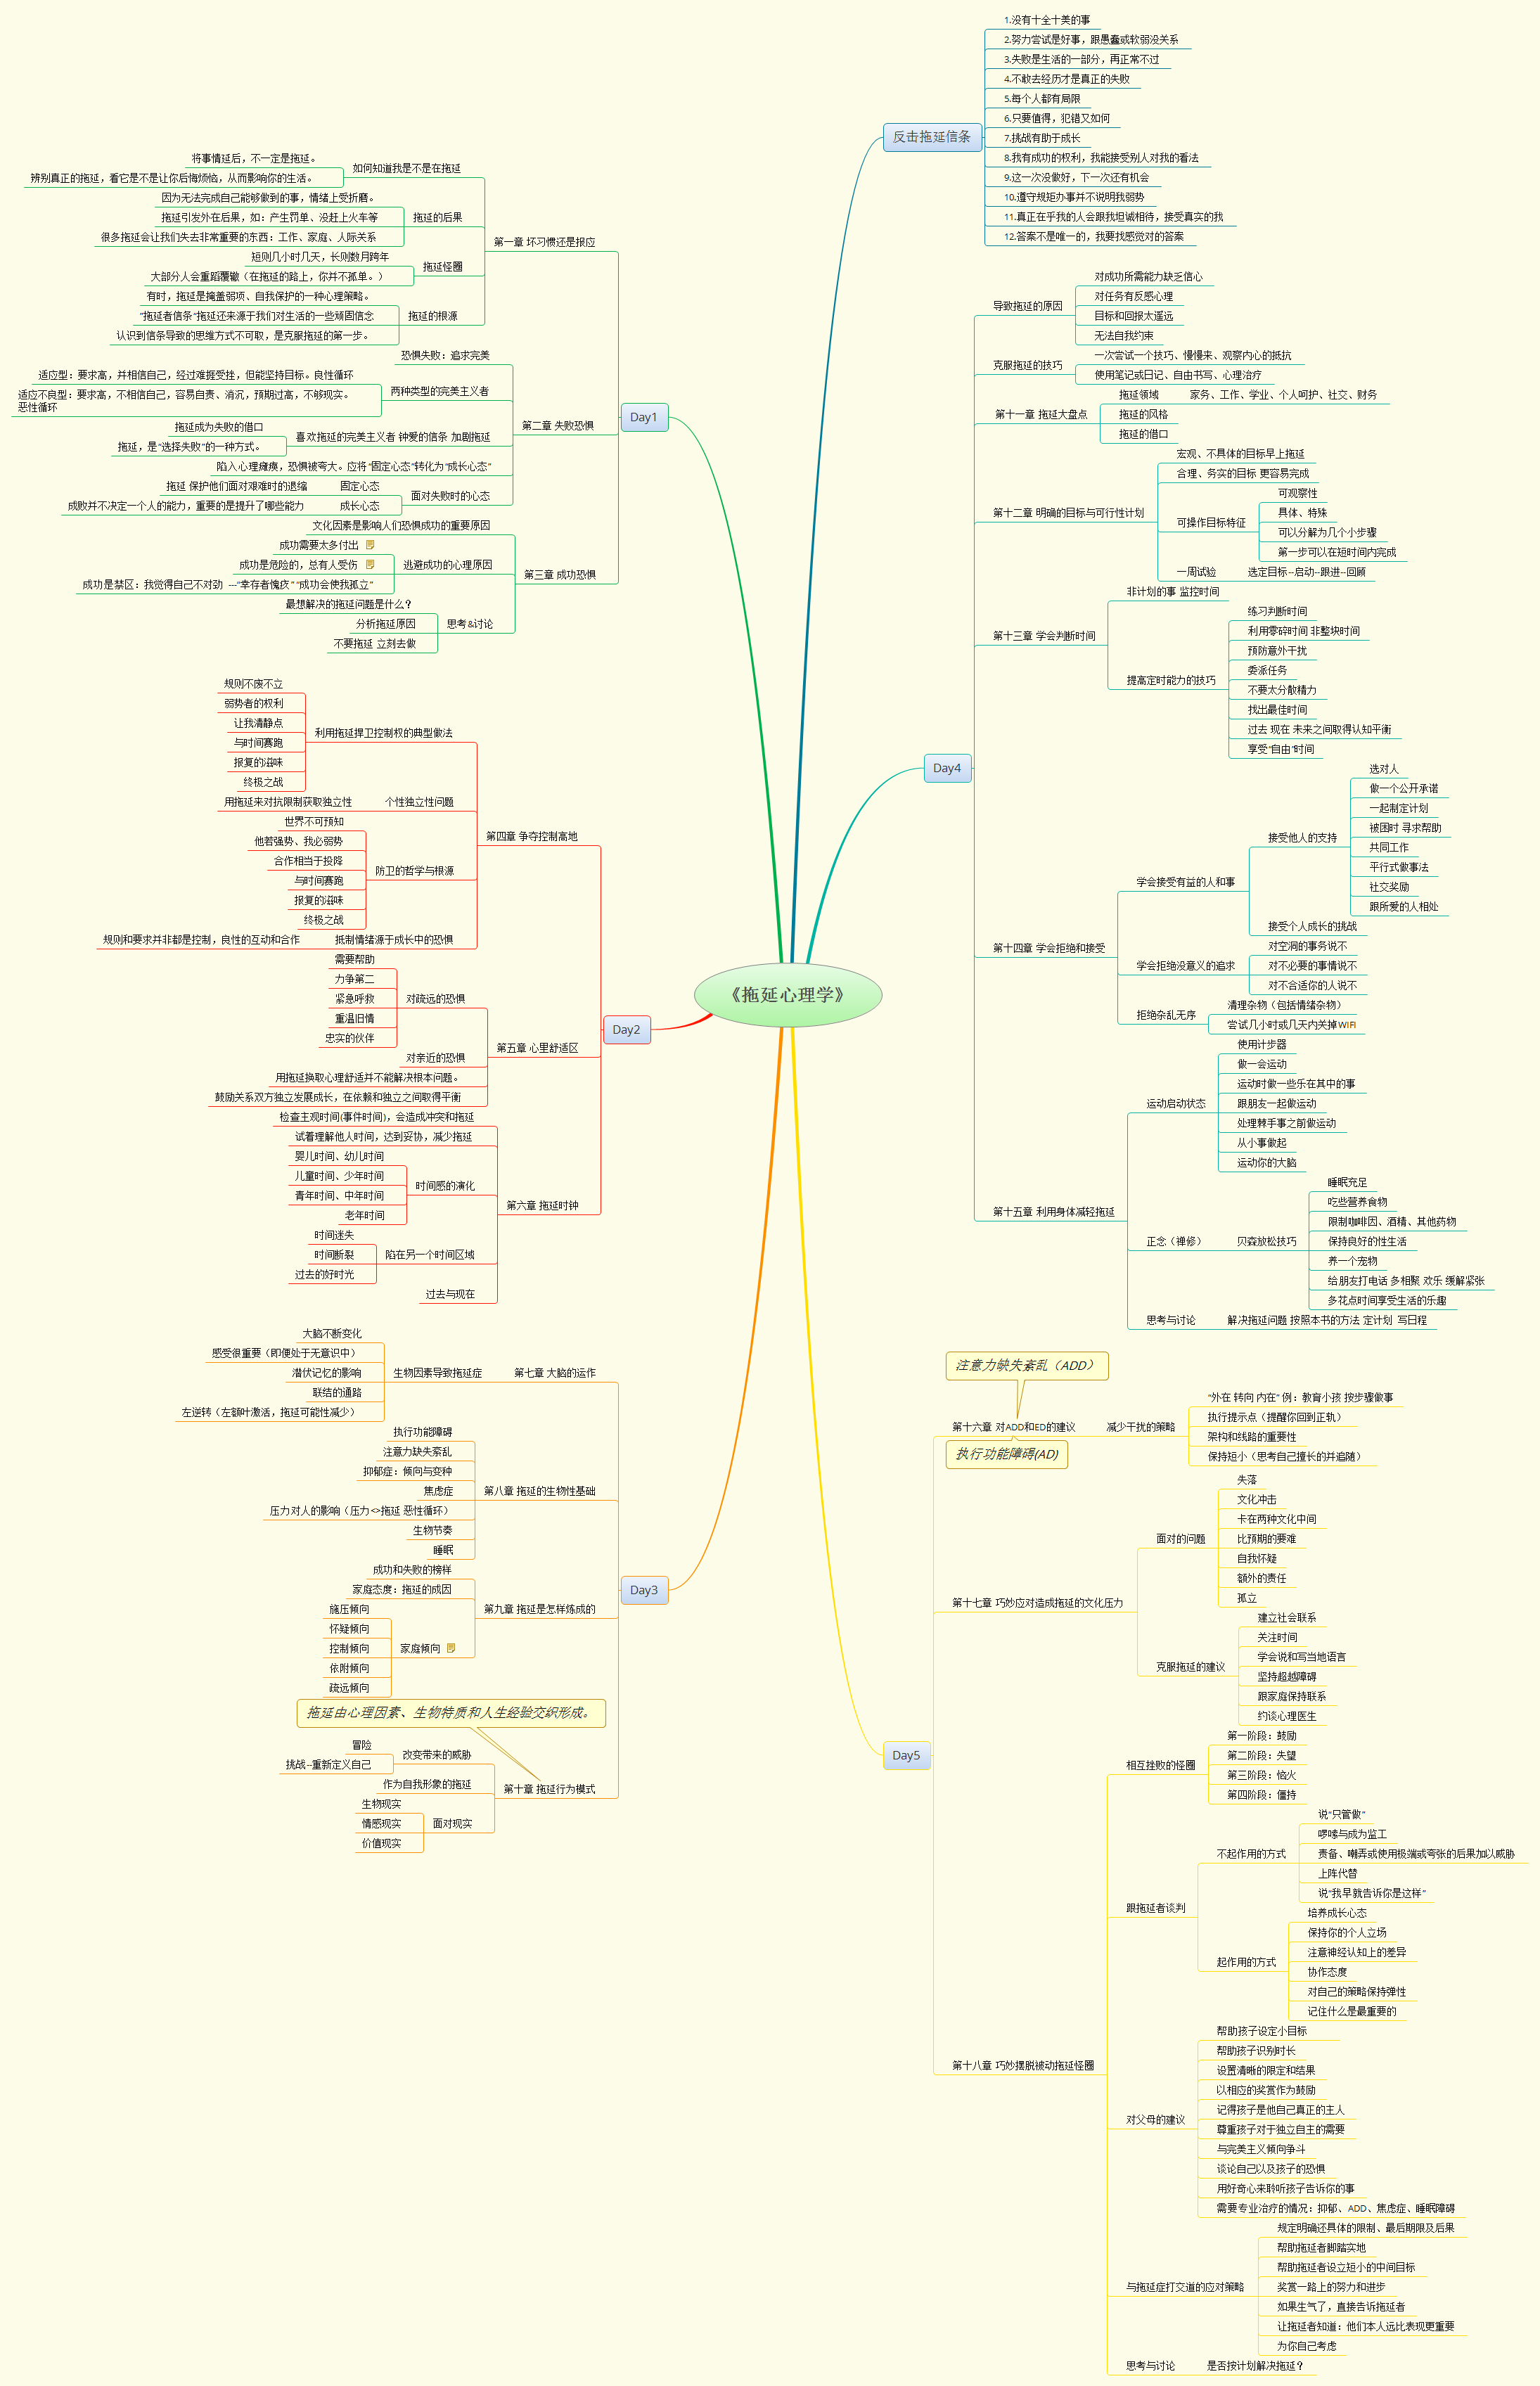 《拖延心理学》
反击拖延信条
1.没有十全十美的事
2.努力尝试是好事，跟愚蠢或软弱没关系
3.失败是生活的一部分，再正常不过
4.不敢去经历才是真正的失败
5.每个人都有局限
6.只要值得，犯错又如何
7.挑战有助于成长
8.我有成功的权利，我能接受别人对我的看法
9.这一次没做好，下一次还有机会
10.遵守规矩办事并不说明我弱势
11.真正在乎我的人会跟我坦诚相待，接受真实的我
12.答案不是唯一的，我要找感觉对的答案
Day1
第一章 坏习惯还是报应
如何知道我是不是在拖延
将事情延后，不一定是拖延。
辨别真正的拖延，看它是不是让你后悔烦恼，从而影响你的生活。
拖延的后果
因为无法完成自己能够做到的事，情绪上受折磨。
拖延引发外在后果，如：产生罚单、没赶上火车等
很多拖延会让我们失去非常重要的东西：工作、家庭、人际关系
拖延怪圈
短则几小时几天，长则数月跨年
大部分人会重蹈覆辙（在拖延的路上，你并不孤单。）
拖延的根源
有时，拖延是掩盖弱项、自我保护的一种心理策略。
“拖延者信条”拖延还来源于我们对生活的一些顽固信念
认识到信条导致的思维方式不可取，是克服拖延的第一步。
第二章 失败恐惧
恐惧失败：追求完美
两种类型的完美主义者
适应型：要求高，并相信自己，经过难捱受挫，但能坚持目标。良性循环
适应不良型：要求高，不相信自己，容易自责、消沉，预期过高，不够现实。
恶性循环
喜欢拖延的完美主义者 钟爱的信条 加剧拖延
拖延成为失败的借口
拖延，是“选择失败”的一种方式。
陷入心理瘫痪，恐惧被夸大。应将“固定心态”转化为“成长心态”
面对失败时的心态
固定心态
拖延 保护他们面对艰难时的退缩
成长心态
成败并不决定一个人的能力，重要的是提升了哪些能力
第三章 成功恐惧
文化因素是影响人们恐惧成功的重要原因
逃避成功的心理原因
成功需要太多付出
成功是危险的，总有人受伤
成功是禁区：我觉得自己不对劲 ---“幸存者愧疚” “成功会使我孤立”
思考&讨论
最想解决的拖延问题是什么？
分析拖延原因
不要拖延 立刻去做
Day2
第四章 争夺控制高地
利用拖延捍卫控制权的典型做法
规则不废不立
弱势者的权利
让我清静点
与时间赛跑
报复的滋味
终极之战
个性独立性问题
用拖延来对抗限制获取独立性
防卫的哲学与根源
世界不可预知
他若强势、我必弱势
合作相当于投降
与时间赛跑
报复的滋味
终极之战
抵制情绪源于成长中的恐惧
规则和要求并非都是控制，良性的互动和合作
第五章 心里舒适区
对疏远的恐惧
需要帮助
力争第二
紧急呼救
重温旧情
忠实的伙伴
对亲近的恐惧
用拖延换取心理舒适并不能解决根本问题。
鼓励关系双方独立发展成长，在依赖和独立之间取得平衡
第六章 拖延时钟
检查主观时间(事件时间)，会造成冲突和拖延
试着理解他人时间，达到妥协，减少拖延
时间感的演化
婴儿时间、幼儿时间
儿童时间、少年时间
青年时间、中年时间
老年时间
陷在另一个时间区域
时间迷失
时间断裂
过去的好时光
过去与现在
Day3
第七章 大脑的运作
生物因素导致拖延症
大脑不断变化
感受很重要（即便处于无意识中）
潜伏记忆的影响
联结的通路
左逆转（左额叶激活，拖延可能性减少）
第八章 拖延的生物性基础
执行功能障碍
注意力缺失紊乱
抑郁症：倾向与变种
焦虑症
压力对人的影响（压力<>拖延 恶性循环）
生物节奏
睡眠
第九章 拖延是怎样炼成的
成功和失败的榜样
家庭态度：拖延的成因
家庭倾向
施压倾向
怀疑倾向
控制倾向
依附倾向
疏远倾向
拖延由心理因素、生物特质和人生经验交织形成。
第十章 拖延行为模式
改变带来的威胁
冒险
挑战--重新定义自己
作为自我形象的拖延
面对现实
生物现实
情感现实
价值现实
Day4
导致拖延的原因
对成功所需能力缺乏信心
对任务有反感心理
目标和回报太遥远
无法自我约束
克服拖延的技巧
一次尝试一个技巧、慢慢来、观察内心的抵抗
使用笔记或日记、自由书写、心理治疗
第十一章 拖延大盘点
拖延领域
家务、工作、学业、个人呵护、社交、财务
拖延的风格
拖延的借口
第十二章 明确的目标与可行性计划
宏观、不具体的目标早上拖延
合理、务实的目标 更容易完成
可操作目标特征
可观察性
具体、特殊
可以分解为几个小步骤
第一步可以在短时间内完成
一周试验
选定目标--启动--跟进--回顾
第十三章 学会判断时间
非计划的事 监控时间
提高定时能力的技巧
练习判断时间
利用零碎时间 非整块时间
预防意外干扰
委派任务
不要太分散精力
找出最佳时间
过去 现在 未来之间取得认知平衡
享受“自由”时间
第十四章 学会拒绝和接受
学会接受有益的人和事
接受他人的支持
选对人
做一个公开承诺
一起制定计划
被困时 寻求帮助
共同工作
平行式做事法
社交奖励
跟所爱的人相处
接受个人成长的挑战
学会拒绝没意义的追求
对空洞的事务说不
对不必要的事情说不
对不合适你的人说不
拒绝杂乱无序
清理杂物（包括情绪杂物）
尝试几小时或几天内关掉WIFI
第十五章 利用身体减轻拖延
运动启动状态
使用计步器
做一会运动
运动时做一些乐在其中的事
跟朋友一起做运动
处理棘手事之前做运动
从小事做起
运动你的大脑
正念（禅修）
贝森放松技巧
睡眠充足
吃些营养食物
限制咖啡因、酒精、其他药物
保持良好的性生活
养一个宠物
给朋友打电话 多相聚 欢乐 缓解紧张
多花点时间享受生活的乐趣
思考与讨论
解决拖延问题 按照本书的方法 定计划 写日程
Day5
注意力缺失紊乱（ADD）
第十六章 对ADD和ED的建议
执行功能障碍(AD)
减少干扰的策略
“外在 转向 内在” 例：教育小孩 按步骤做事
执行提示点（提醒你回到正轨）
架构和线路的重要性
保持短小（思考自己擅长的并追随）
第十七章 巧妙应对造成拖延的文化压力
面对的问题
失落
文化冲击
卡在两种文化中间
比预期的要难
自我怀疑
额外的责任
孤立
克服拖延的建议
建立社会联系
关注时间
学会说和写当地语言
坚持超越障碍
跟家庭保持联系
约谈心理医生
第十八章 巧妙摆脱被动拖延怪圈
相互挫败的怪圈
第一阶段：鼓励
第二阶段：失望
第三阶段：恼火
第四阶段：僵持
跟拖延者谈判
不起作用的方式
说“只管做”
啰嗦与成为监工
责备、嘲弄或使用极端或夸张的后果加以威胁
上阵代替
说“我早就告诉你是这样”
起作用的方式
培养成长心态
保持你的个人立场
注意神经认知上的差异
协作态度
对自己的策略保持弹性
记住什么是最重要的
对父母的建议
帮助孩子设定小目标
帮助孩子识别时长
设置清晰的限定和结果
以相应的奖赏作为鼓励
记得孩子是他自己真正的主人
尊重孩子对于独立自主的需要
与完美主义倾向争斗
谈论自己以及孩子的恐惧
用好奇心来聆听孩子告诉你的事
需要专业治疗的情况：抑郁、ADD、焦虑症、睡眠障碍
与拖延症打交道的应对策略
规定明确还具体的限制、最后期限及后果
帮助拖延者脚踏实地
帮助拖延者设立短小的中间目标
奖赏一路上的努力和进步
如果生气了，直接告诉拖延者
让拖延者知道：他们本人远比表现更重要
为你自己考虑
思考与讨论
是否按计划解决拖延？